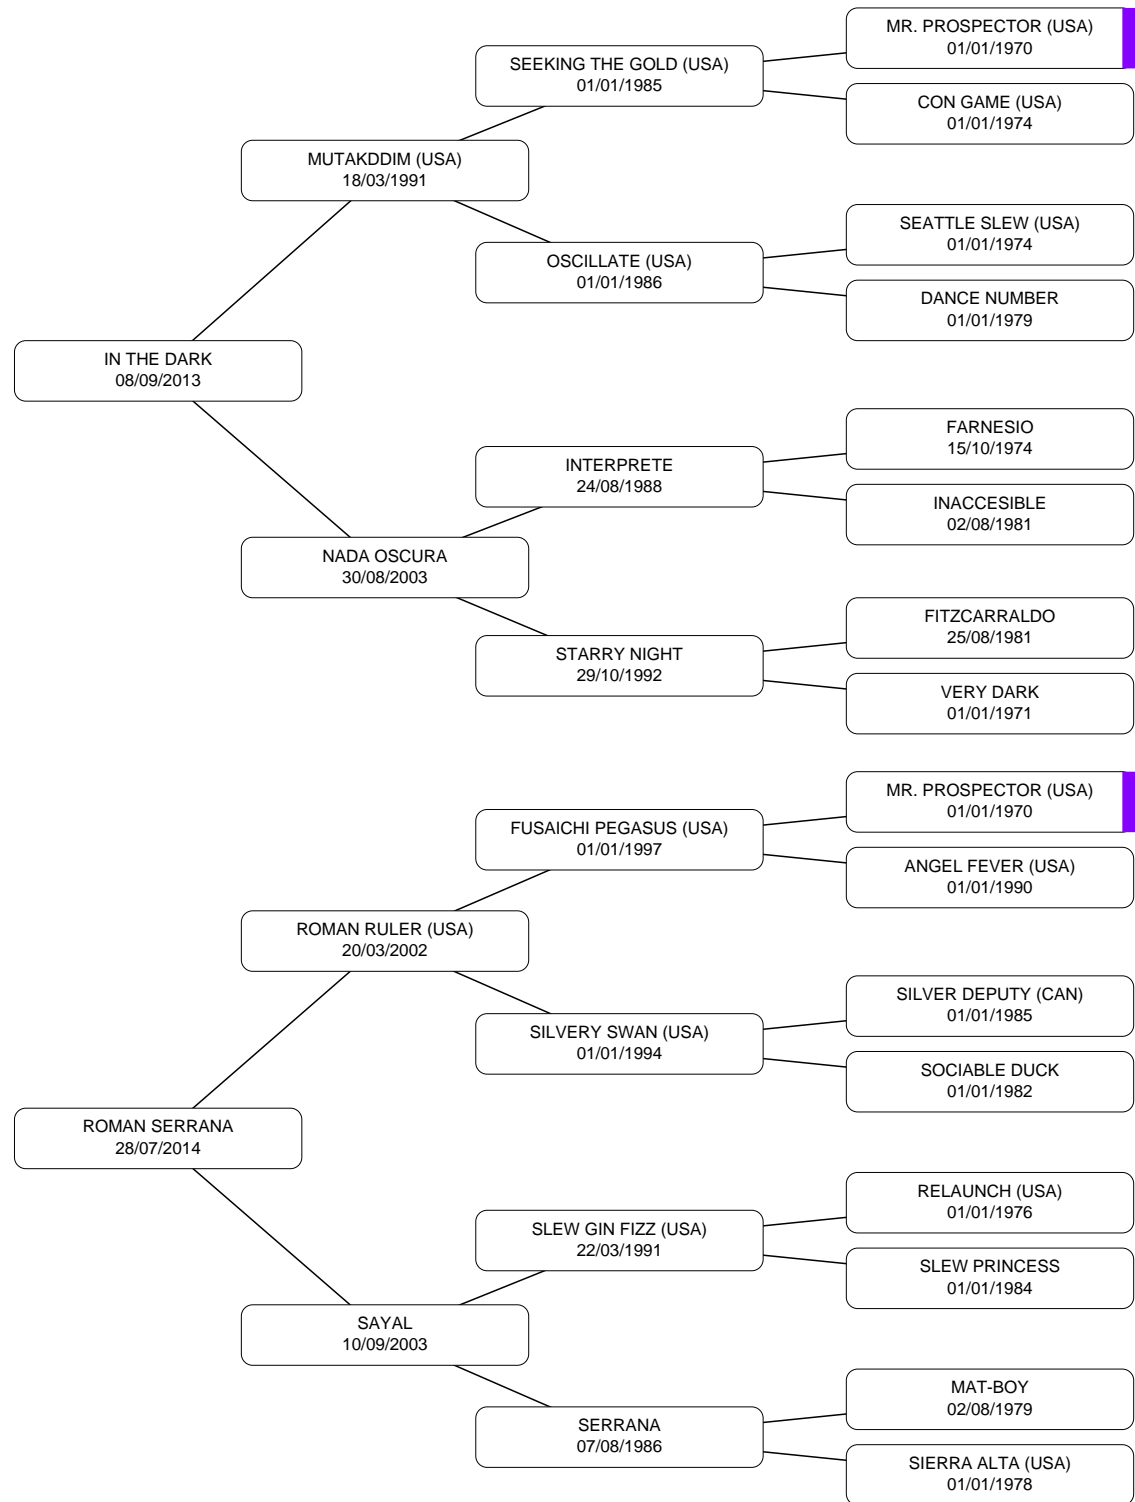 MR. PROSPECTOR (USA)
01/01/1970
SEEKING THE GOLD (USA)
01/01/1985
CON GAME (USA)
01/01/1974
MUTAKDDIM (USA)
18/03/1991
SEATTLE SLEW (USA)
01/01/1974
OSCILLATE (USA)
01/01/1986
DANCE NUMBER
01/01/1979
IN THE DARK
08/09/2013
FARNESIO
15/10/1974
INTERPRETE
24/08/1988
INACCESIBLE
02/08/1981
NADA OSCURA
30/08/2003
FITZCARRALDO
25/08/1981
STARRY NIGHT
29/10/1992
VERY DARK
01/01/1971
MR. PROSPECTOR (USA)
01/01/1970
FUSAICHI PEGASUS (USA)
01/01/1997
ANGEL FEVER (USA)
01/01/1990
ROMAN RULER (USA)
20/03/2002
SILVER DEPUTY (CAN)
01/01/1985
SILVERY SWAN (USA)
01/01/1994
SOCIABLE DUCK
01/01/1982
ROMAN SERRANA
28/07/2014
RELAUNCH (USA)
01/01/1976
SLEW GIN FIZZ (USA)
22/03/1991
SLEW PRINCESS
01/01/1984
SAYAL
10/09/2003
MAT-BOY
02/08/1979
SERRANA
07/08/1986
SIERRA ALTA (USA)
01/01/1978